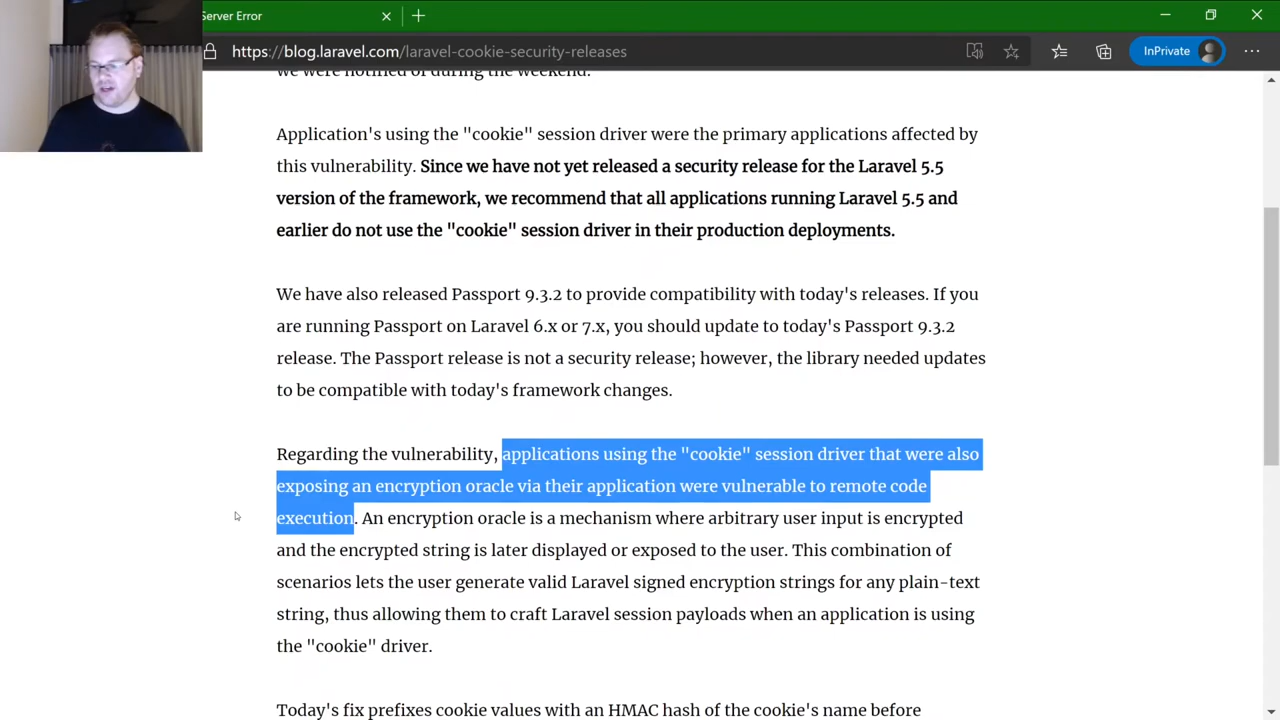 Server Error
https://blog.laravel.com/laravel-cookie-security-releases
InPrivate
we were notified of during the weekend.
Application's using the "cookie" session driver were the primary applications affected by
this vulnerability. Since we have not yet released a security release for the Laravel 5.5
version of the framework, we recommend that all applications running Laravel 5.5 and
earlier do not use the "cookie" session driver in their production deployments.
We have also released Passport 9.3.2 to provide compatibility with today's releases. If you
are running Passport on Laravel 6.x or 7.x, you should update to today's Passport 9.3.2
release. The Passport release is not a security release; however, the library needed updates
to be compatible with today's framework changes.
Regarding the vulnerability, applications using the "cookie" session driver that were also
exposing an encryption oracle via their application were vulnerable to remote code
execution. An encryption oracle is a mechanism where arbitrary user input is encrypted
and the encrypted string is later displayed or exposed to the user. This combination of
scenarios lets the user generate valid Laravel signed encryption strings for any plain-text
string, thus allowing them to craft Laravel session payloads when an application is using
the "cookie" driver.
Today's fix prefixes cookie values with an HMAC hash of the cookie's name before